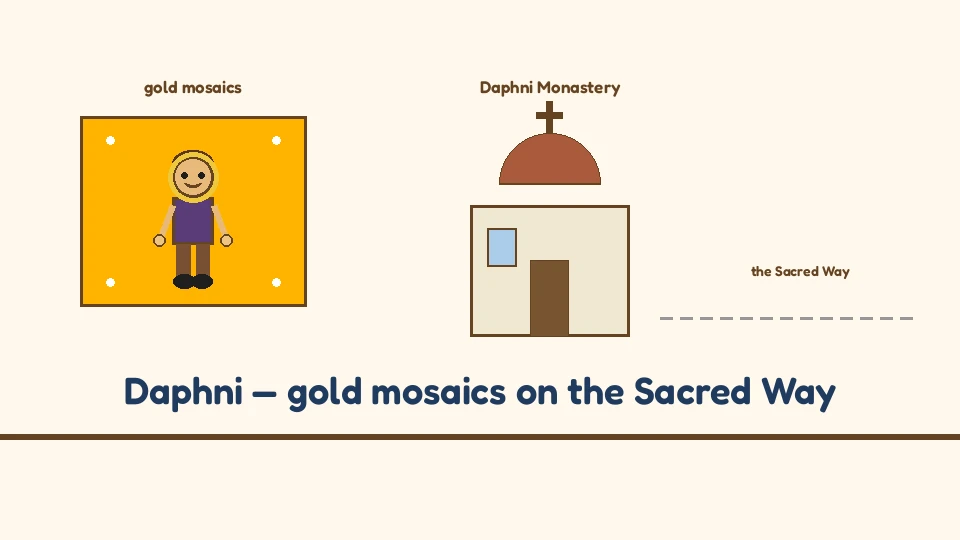 gold mosaics
Daphni Monastery
the Sacred Way
Daphni — gold mosaics on the Sacred Way